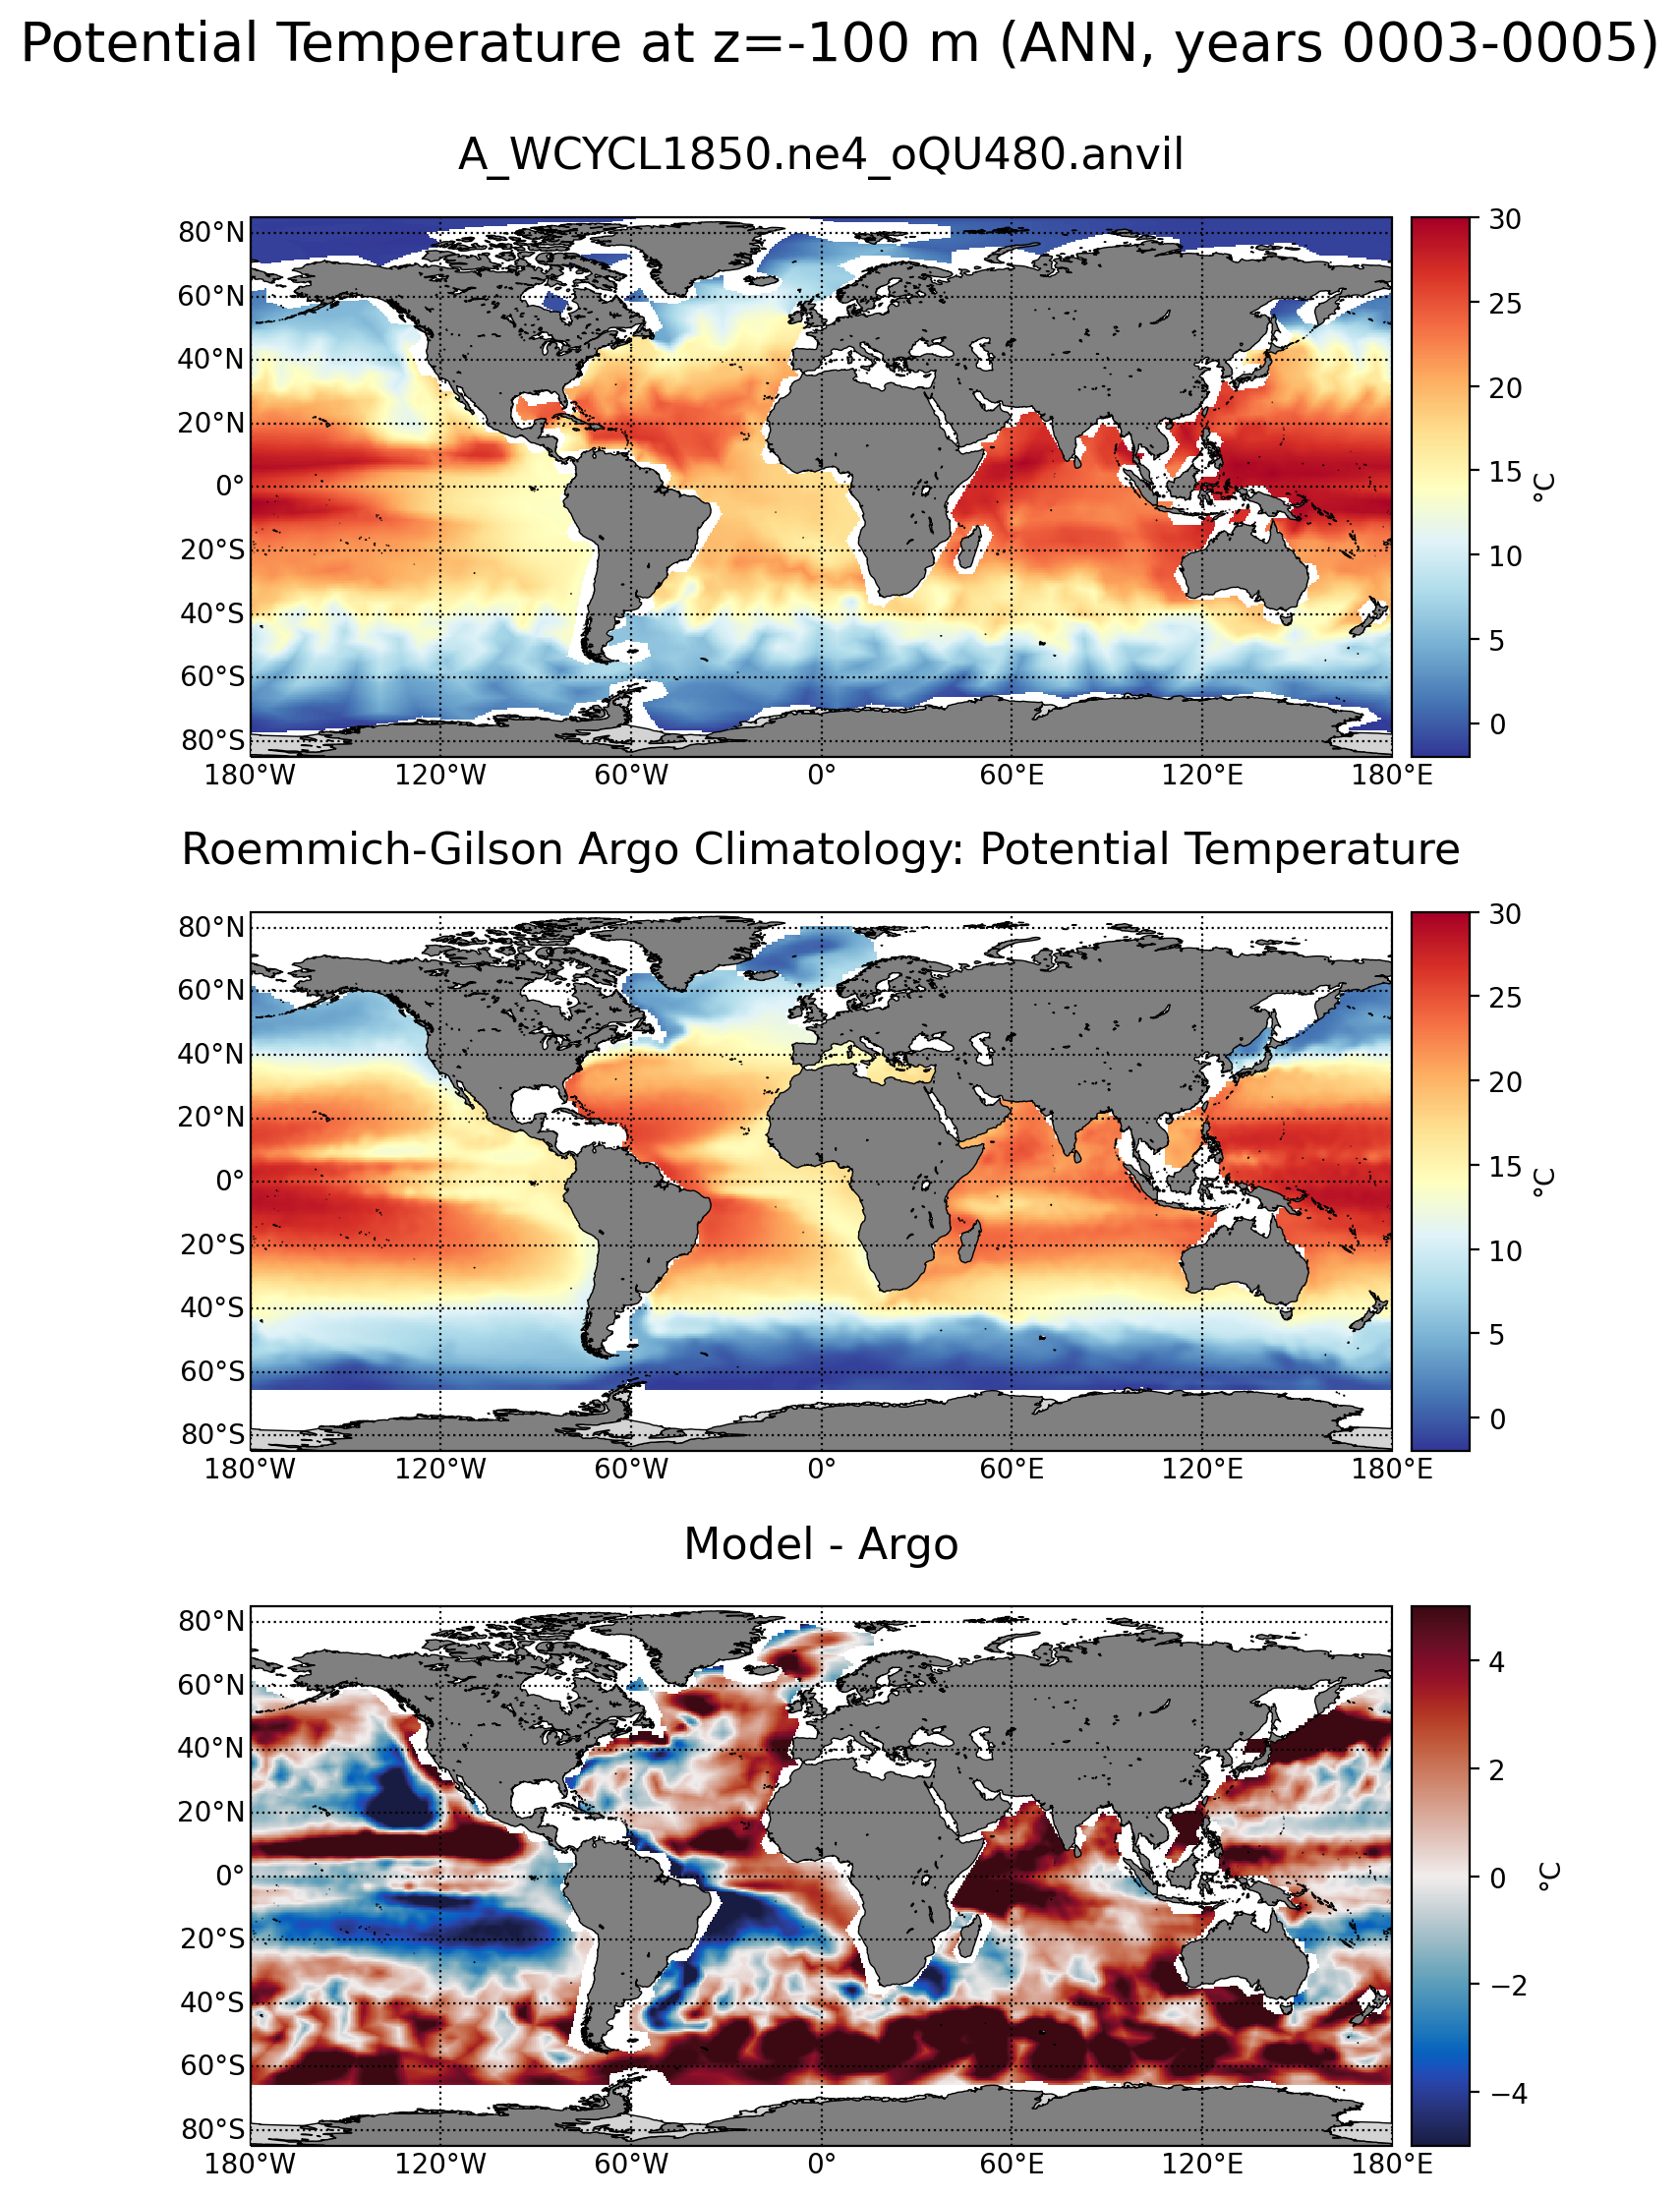 Potential Temperature at z=-100 m (ANN, years 0003-0005)
A_WCYCL1850.ne4_oQU480.anvil
80°N
60°N
40°N
20°N
0°
20°S
40°S
60°S
80°S
180°W 120°W 60°W 0° 60°E 120°E 180°E
30
25
20
15
10
5
0
°C
Roemmich-Gilson Argo Climatology: Potential Temperature
80°N
60°N
40°N
20°N
0°
20°S
40°S
60°S
80°S
180°W 120°W 60°W 0° 60°E 120°E 180°E
30
25
20
15
10
5
0
°C
Model - Argo
80°N
60°N
40°N
20°N
0°
20°S
40°S
60°S
80°S
180°W 120°W 60°W 0° 60°E 120°E 180°E
4
2
0
−2
−4
°C